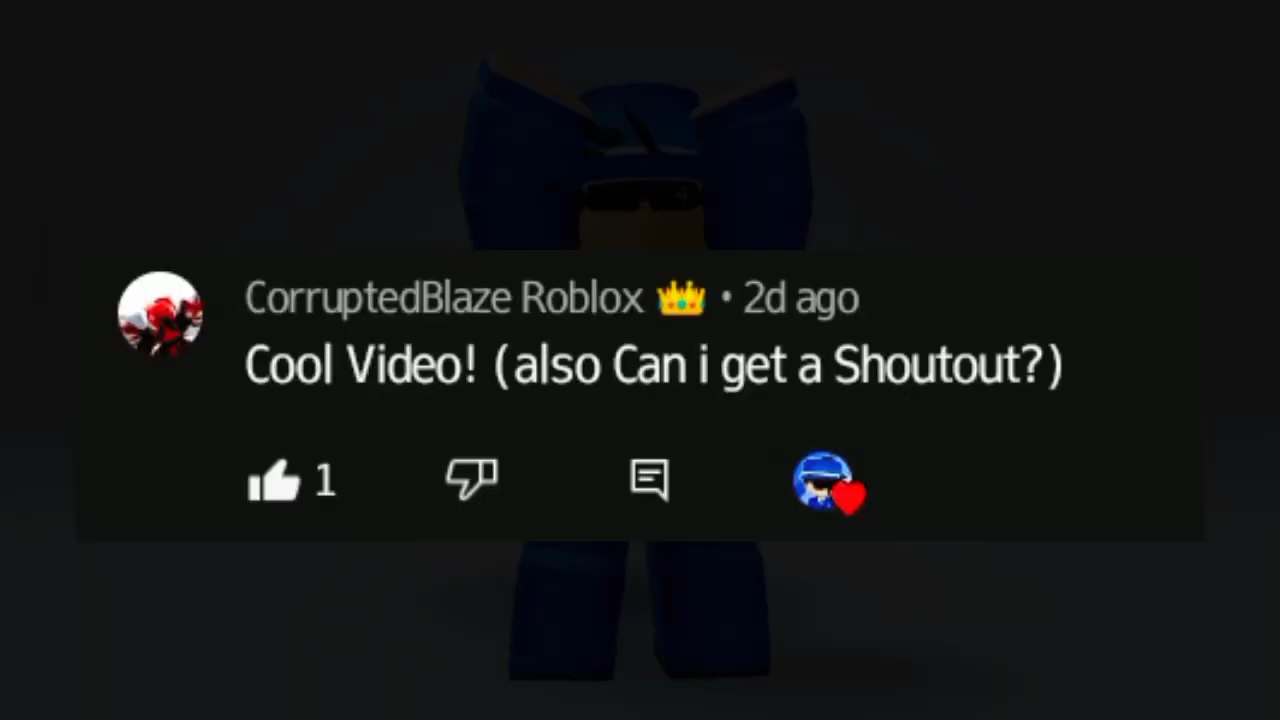 CorruptedBlaze Roblox 👑 • 2d ago
Cool Video! (also Can i get a Shoutout?)
1